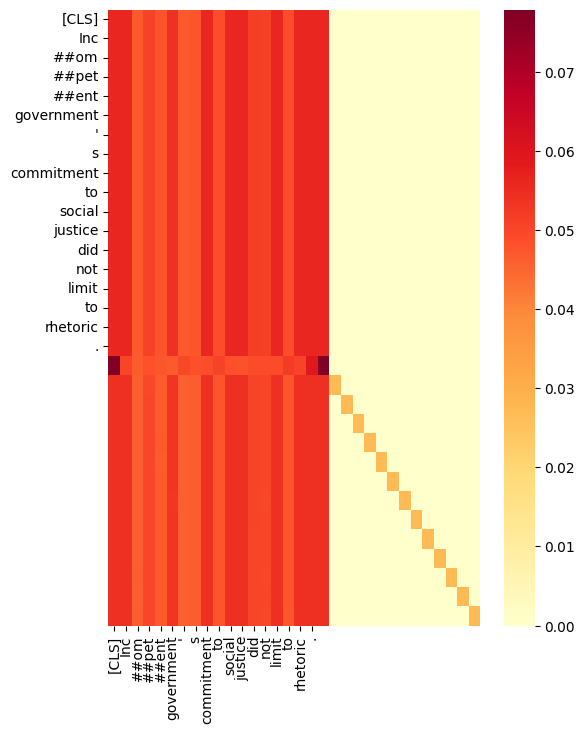 [CLS]
Inc
##om
##pet
##ent
government
'
s
commitment
to
social
justice
did
not
limit
to
rhetoric
.
0.07
0.06
0.05
0.04
0.03
0.02
0.01
0.00
[CLS]
Inc
##om
##pet
##ent
government
'
s
commitment
to
social
justice
did
not
limit
to
rhetoric
.